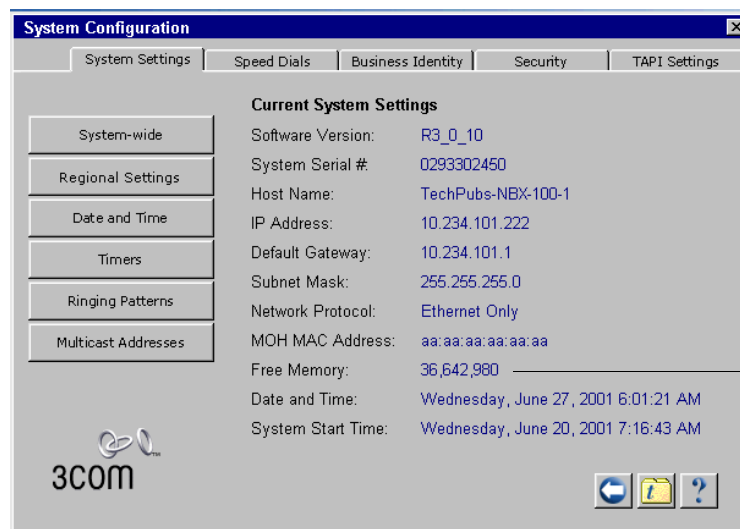 System Configuration
System Settings
Speed Dials
Business Identity
Security
TAPI Settings
Current System Settings
System-wide
Regional Settings
Date and Time
Timers
Ringing Patterns
Multicast Addresses
Software Version: R3_0_10
System Serial #: 0293302450
Host Name: TechPubs-NBX-100-1
IP Address: 10.234.101.222
Default Gateway: 10.234.101.1
Subnet Mask: 255.255.255.0
Network Protocol: Ethernet Only
MOH MAC Address: aa:aa:aa:aa:aa:aa
Free Memory: 36,642,980
Date and Time: Wednesday, June 27, 2001 6:01:21 AM
System Start Time: Wednesday, June 20, 2001 7:16:43 AM
3COM
t
?